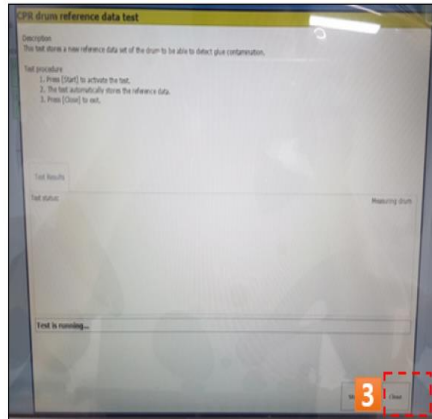 CPR drum reference data test
Description
This test stores a new reference data set of the drum to be able to detect glue contamination.
Test procedure
1. Press [Start] to activate the test.
2. The test automatically stores the reference data.
3. Press [Close] to exit.
Test Results
Test status:
Measuring drum
Test is running...
3
Close